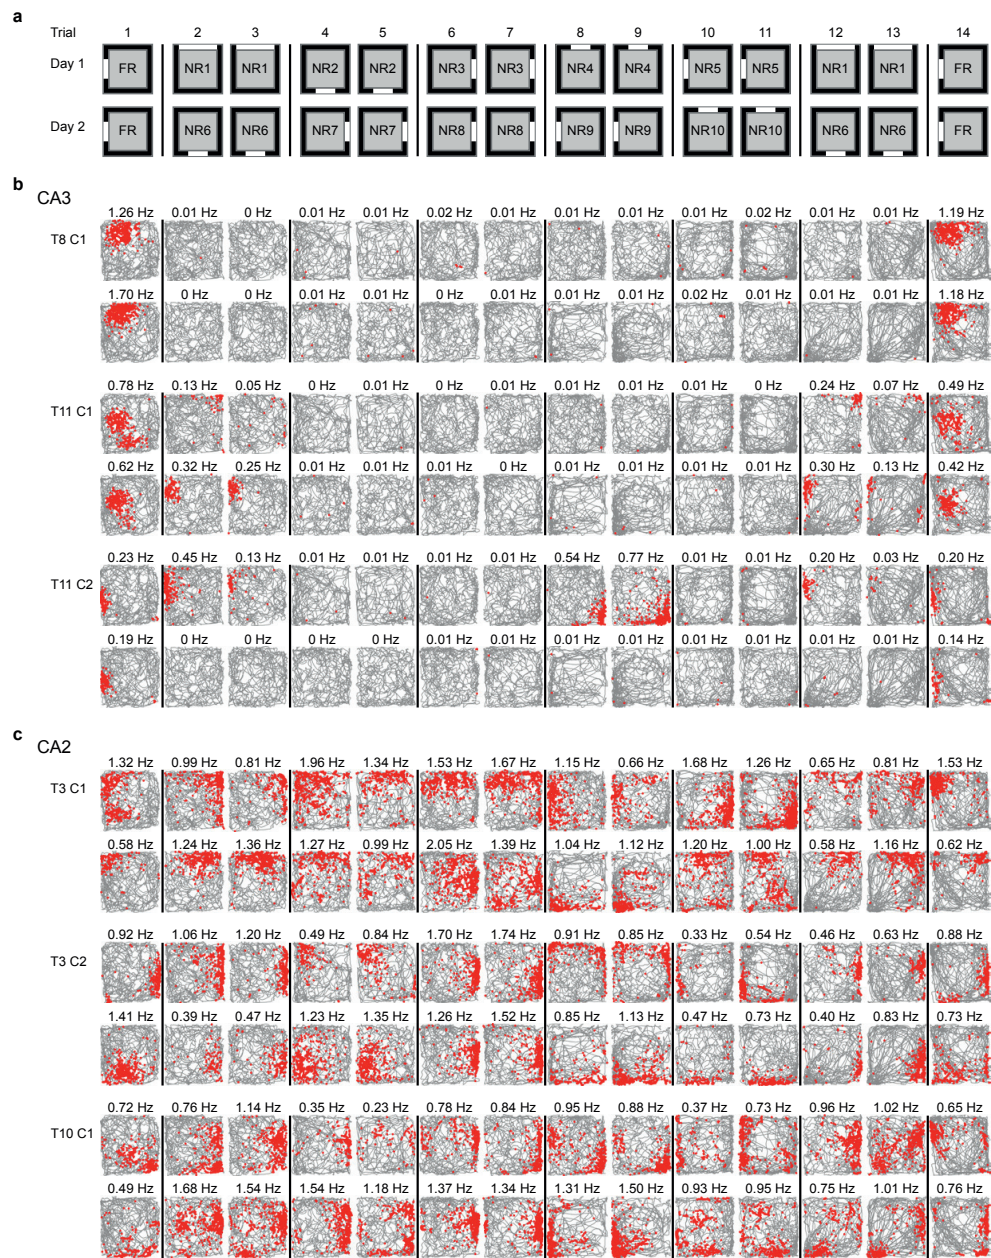 a
Trial 1 2 3 4 5 6 7 8 9 10 11 12 13 14
Day 1 FR NR1 NR1 NR2 NR2 NR3 NR3 NR4 NR4 NR5 NR5 NR1 NR1 FR
Day 2 FR NR6 NR6 NR7 NR7 NR8 NR8 NR9 NR9 NR10 NR10 NR6 NR6 FR
b
CA3
1.26 Hz 0.01 Hz 0 Hz 0.01 Hz 0.01 Hz 0.02 Hz 0.01 Hz 0.01 Hz 0.01 Hz 0.01 Hz 0.02 Hz 0.01 Hz 0.01 Hz 1.19 Hz
T8 C1
1.70 Hz 0 Hz 0 Hz 0.01 Hz 0.01 Hz 0 Hz 0.01 Hz 0.01 Hz 0.01 Hz 0.02 Hz 0.01 Hz 0.01 Hz 0.01 Hz 1.18 Hz
0.78 Hz 0.13 Hz 0.05 Hz 0 Hz 0.01 Hz 0 Hz 0.01 Hz 0.01 Hz 0.01 Hz 0.01 Hz 0 Hz 0.24 Hz 0.07 Hz 0.49 Hz
T11 C1
0.62 Hz 0.32 Hz 0.25 Hz 0.01 Hz 0.01 Hz 0.01 Hz 0 Hz 0.01 Hz 0.01 Hz 0.01 Hz 0.01 Hz 0.30 Hz 0.13 Hz 0.42 Hz
0.23 Hz 0.45 Hz 0.13 Hz 0.01 Hz 0.01 Hz 0.01 Hz 0.01 Hz 0.54 Hz 0.77 Hz 0.01 Hz 0.01 Hz 0.20 Hz 0.03 Hz 0.20 Hz
T11 C2
0.19 Hz 0 Hz 0 Hz 0 Hz 0 Hz 0.01 Hz 0.01 Hz 0.01 Hz 0.01 Hz 0.01 Hz 0.01 Hz 0.01 Hz 0.01 Hz 0.14 Hz
c
CA2
1.32 Hz 0.99 Hz 0.81 Hz 1.96 Hz 1.34 Hz 1.53 Hz 1.67 Hz 1.15 Hz 0.66 Hz 1.68 Hz 1.26 Hz 0.65 Hz 0.81 Hz 1.53 Hz
T3 C1
0.58 Hz 1.24 Hz 1.36 Hz 1.27 Hz 0.99 Hz 2.05 Hz 1.39 Hz 1.04 Hz 1.12 Hz 1.20 Hz 1.00 Hz 0.58 Hz 1.16 Hz 0.62 Hz
0.92 Hz 1.06 Hz 1.20 Hz 0.49 Hz 0.84 Hz 1.70 Hz 1.74 Hz 0.91 Hz 0.85 Hz 0.33 Hz 0.54 Hz 0.46 Hz 0.63 Hz 0.88 Hz
T3 C2
1.41 Hz 0.39 Hz 0.47 Hz 1.23 Hz 1.35 Hz 1.26 Hz 1.52 Hz 0.85 Hz 1.13 Hz 0.47 Hz 0.73 Hz 0.40 Hz 0.83 Hz 0.73 Hz
0.72 Hz 0.76 Hz 1.14 Hz 0.35 Hz 0.23 Hz 0.78 Hz 0.84 Hz 0.95 Hz 0.88 Hz 0.37 Hz 0.73 Hz 0.96 Hz 1.02 Hz 0.65 Hz
T10 C1
0.49 Hz 1.68 Hz 1.54 Hz 1.54 Hz 1.18 Hz 1.37 Hz 1.34 Hz 1.31 Hz 1.50 Hz 0.93 Hz 0.95 Hz 0.75 Hz 1.01 Hz 0.76 Hz